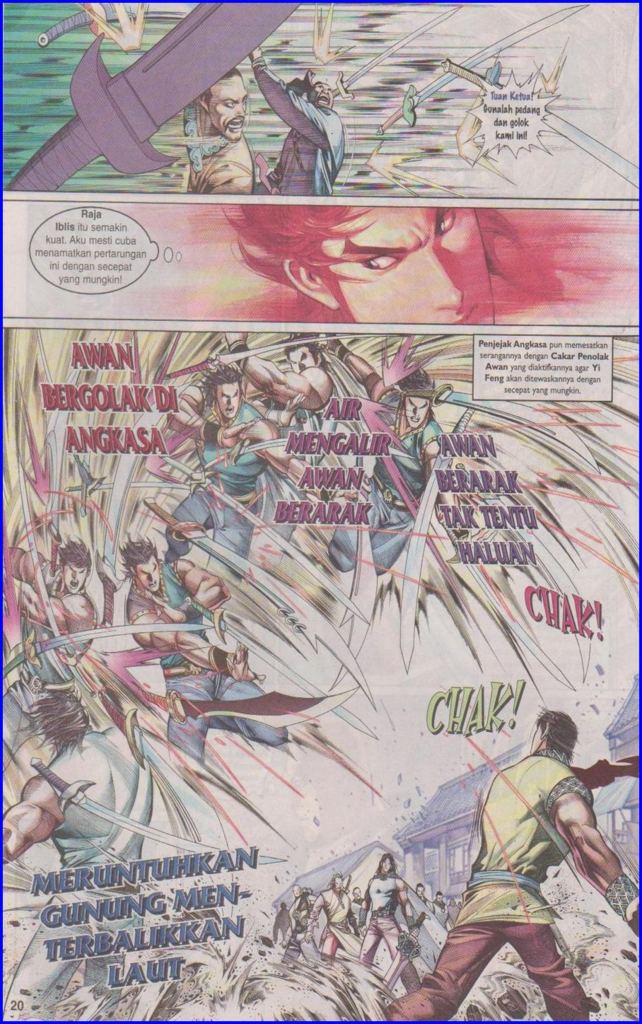 Tuan Ketua!
Gunalah pedang
dan golok
kami ini!
Raja
Iblis itu semakin
kuat. Aku mesti cuba
menamatkan pertarungan
ini dengan secepat
yang mungkin!
Penjejak Angkasa pun memesatkan
serangannya dengan Cakar Penolak
Awan yang diaktifkannya agar Yi
Feng akan ditewaskannya dengan
secepat yang mungkin.
AWAN
BERGOLAK DI
ANGKASA
AIR
MENGALIR
AWAN
BERARAK
AWAN
BERARAK
TAK TENTU
HALUAN
CHAK!
CHAK!
MERUNTUHKAN
GUNUNG MEN-
TERBALIKKAN
LAUT
20